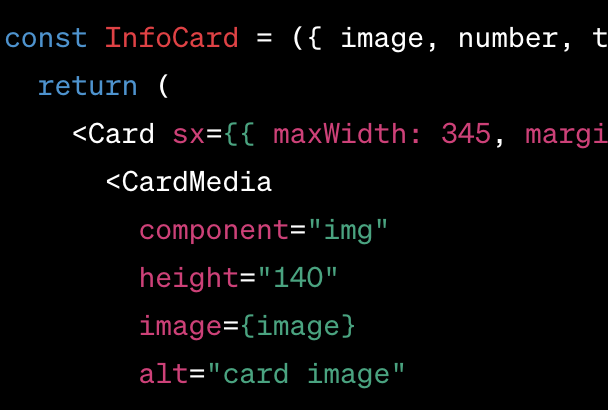 const InfoCard = ({ image, number, t
return (
<Card sx={{ maxWidth: 345, margi
<CardMedia
component="img"
height="140"
image={image}
alt="card image"